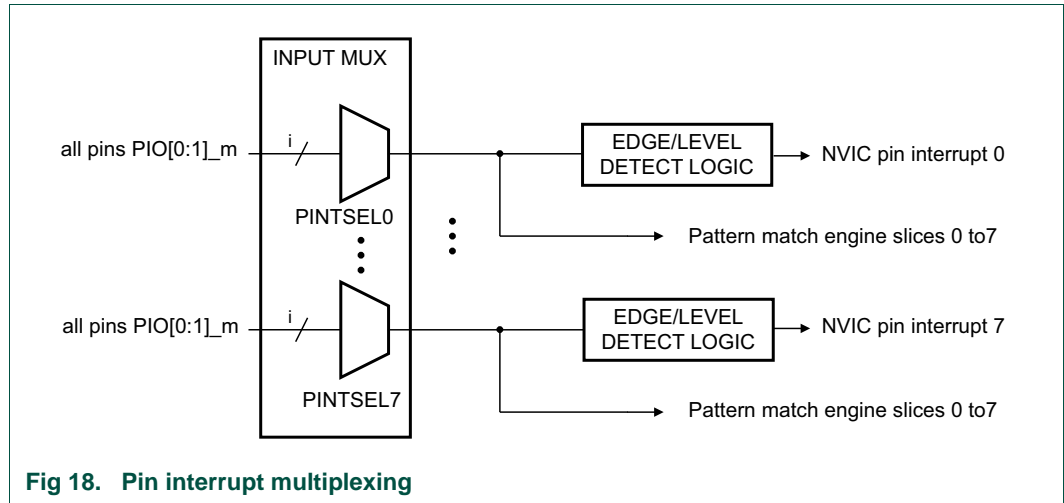 INPUT MUX
all pins PIO[0:1]_m
i
PINTSEL0
EDGE/LEVEL
DETECT LOGIC
NVIC pin interrupt 0
Pattern match engine slices 0 to7
all pins PIO[0:1]_m
i
PINTSEL7
EDGE/LEVEL
DETECT LOGIC
NVIC pin interrupt 7
Pattern match engine slices 0 to7
Fig 18. Pin interrupt multiplexing